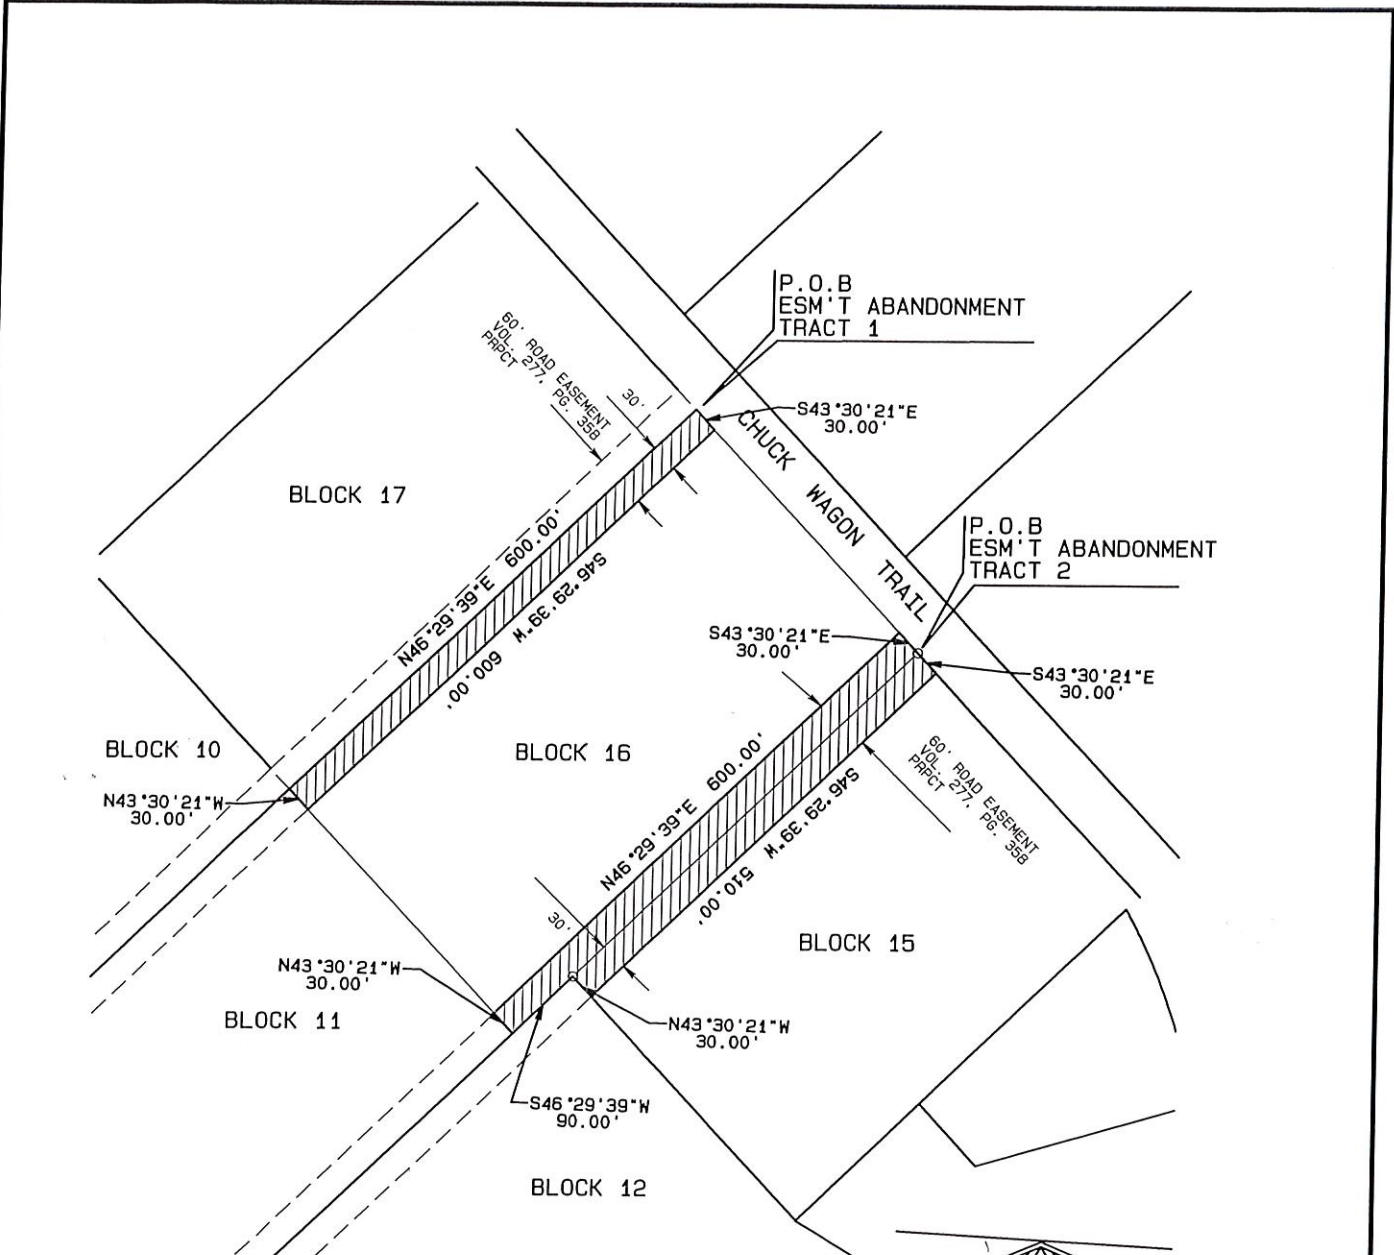 P.O.B
ESM'T ABANDONMENT
TRACT 1
60' ROAD EASEMENT
VOL. 277, PG. 358
PRPCT
30'
S43°30'21"E
30.00'
CHUCK WAGON TRAIL
BLOCK 17
P.O.B
ESM'T ABANDONMENT
TRACT 2
N46°29'39"E 600.00'
S46°29'39"W 600.00'
S43°30'21"E
30.00'
S43°30'21"E
30.00'
BLOCK 10
BLOCK 16
N43°30'21"W
30.00'
60' ROAD EASEMENT
VOL. 277, PG. 358
PRPCT
N46°29'39"E 600.00'
S46°29'39"W 510.00'
30'
BLOCK 15
N43°30'21"W
30.00'
BLOCK 11
N43°30'21"W
30.00'
S46°29'39"W
90.00'
BLOCK 12